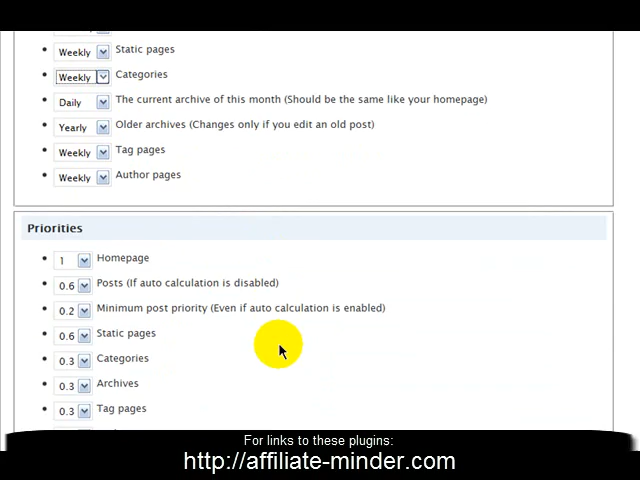 Weekly Static pages
Weekly Categories
Daily The current archive of this month (Should be the same like your homepage)
Yearly Older archives (Changes only if you edit an old post)
Weekly Tag pages
Weekly Author pages
Priorities
1 Homepage
0.6 Posts (If auto calculation is disabled)
0.2 Minimum post priority (Even if auto calculation is enabled)
0.6 Static pages
0.3 Categories
0.3 Archives
0.3 Tag pages
For links to these plugins:
http://affiliate-minder.com